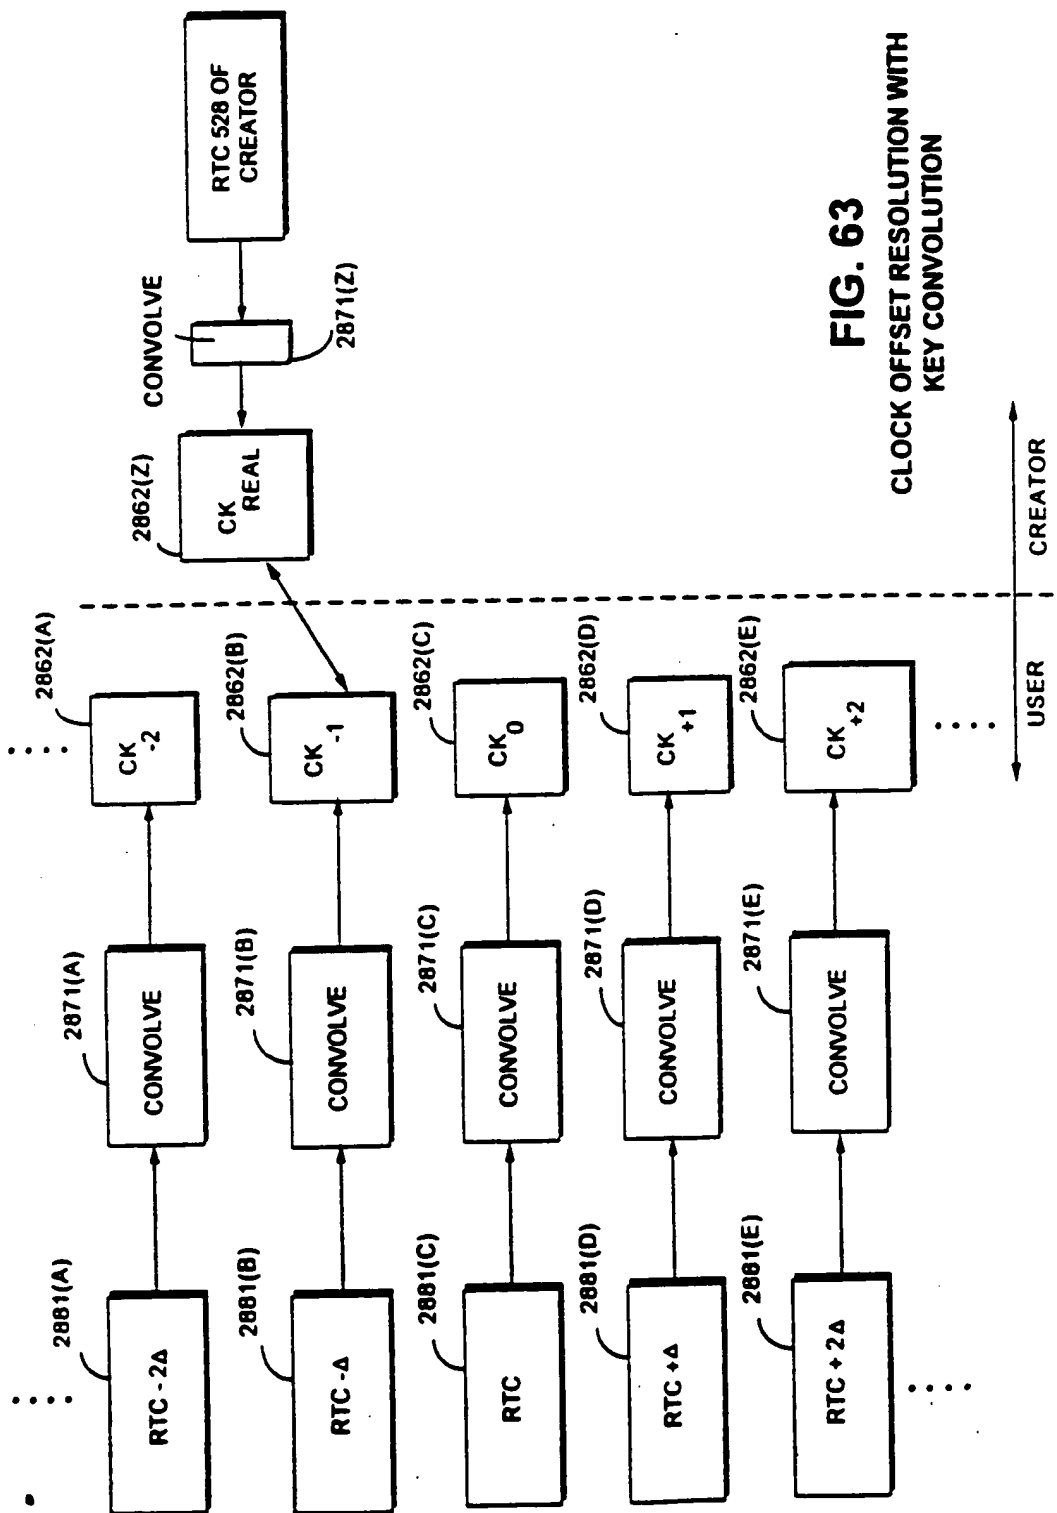 RTC 528 OF
CREATOR
CONVOLVE
2871(Z)
2862(Z)
CK REAL
2881(A)
RTC - 2Δ
2871(A)
CONVOLVE
2862(A)
CK -2
2881(B)
RTC -Δ
2871(B)
CONVOLVE
2862(B)
CK -1
2881(C)
RTC
2871(C)
CONVOLVE
2862(C)
CK 0
2881(D)
RTC +Δ
2871(D)
CONVOLVE
2862(D)
CK +1
2881(E)
RTC + 2Δ
2871(E)
CONVOLVE
2862(E)
CK +2
USER
CREATOR
FIG. 63
CLOCK OFFSET RESOLUTION WITH
KEY CONVOLUTION